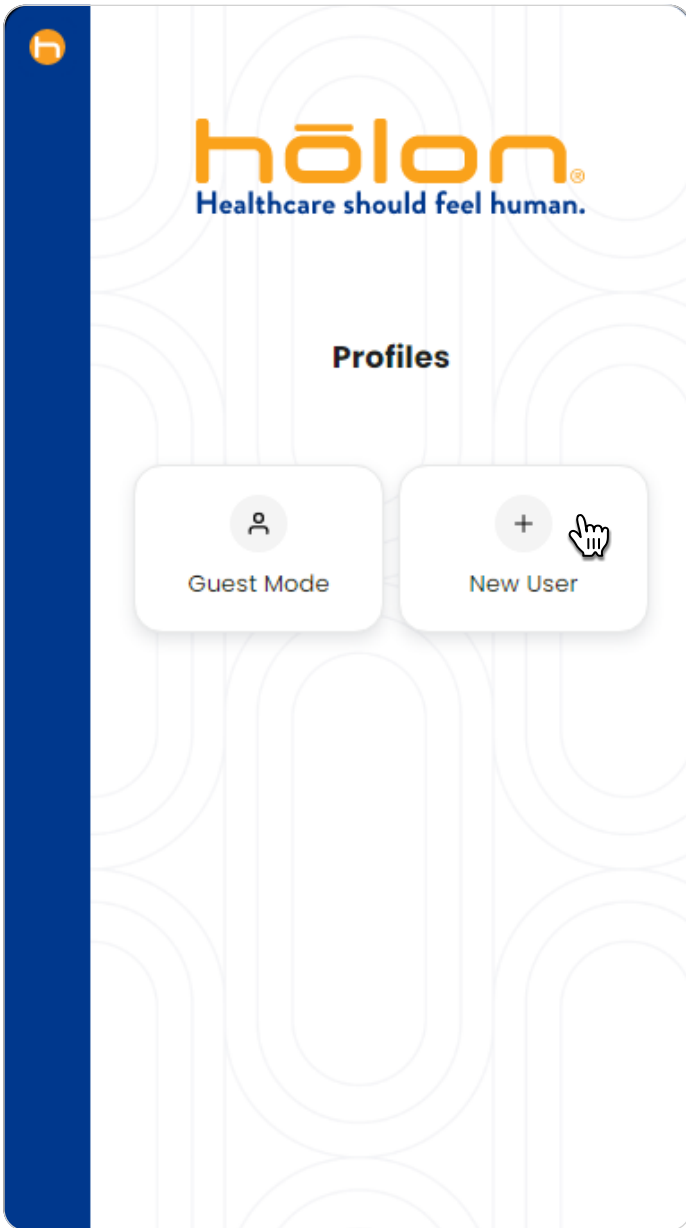 hōlon®
Healthcare should feel human.
Profiles
Guest Mode
New User